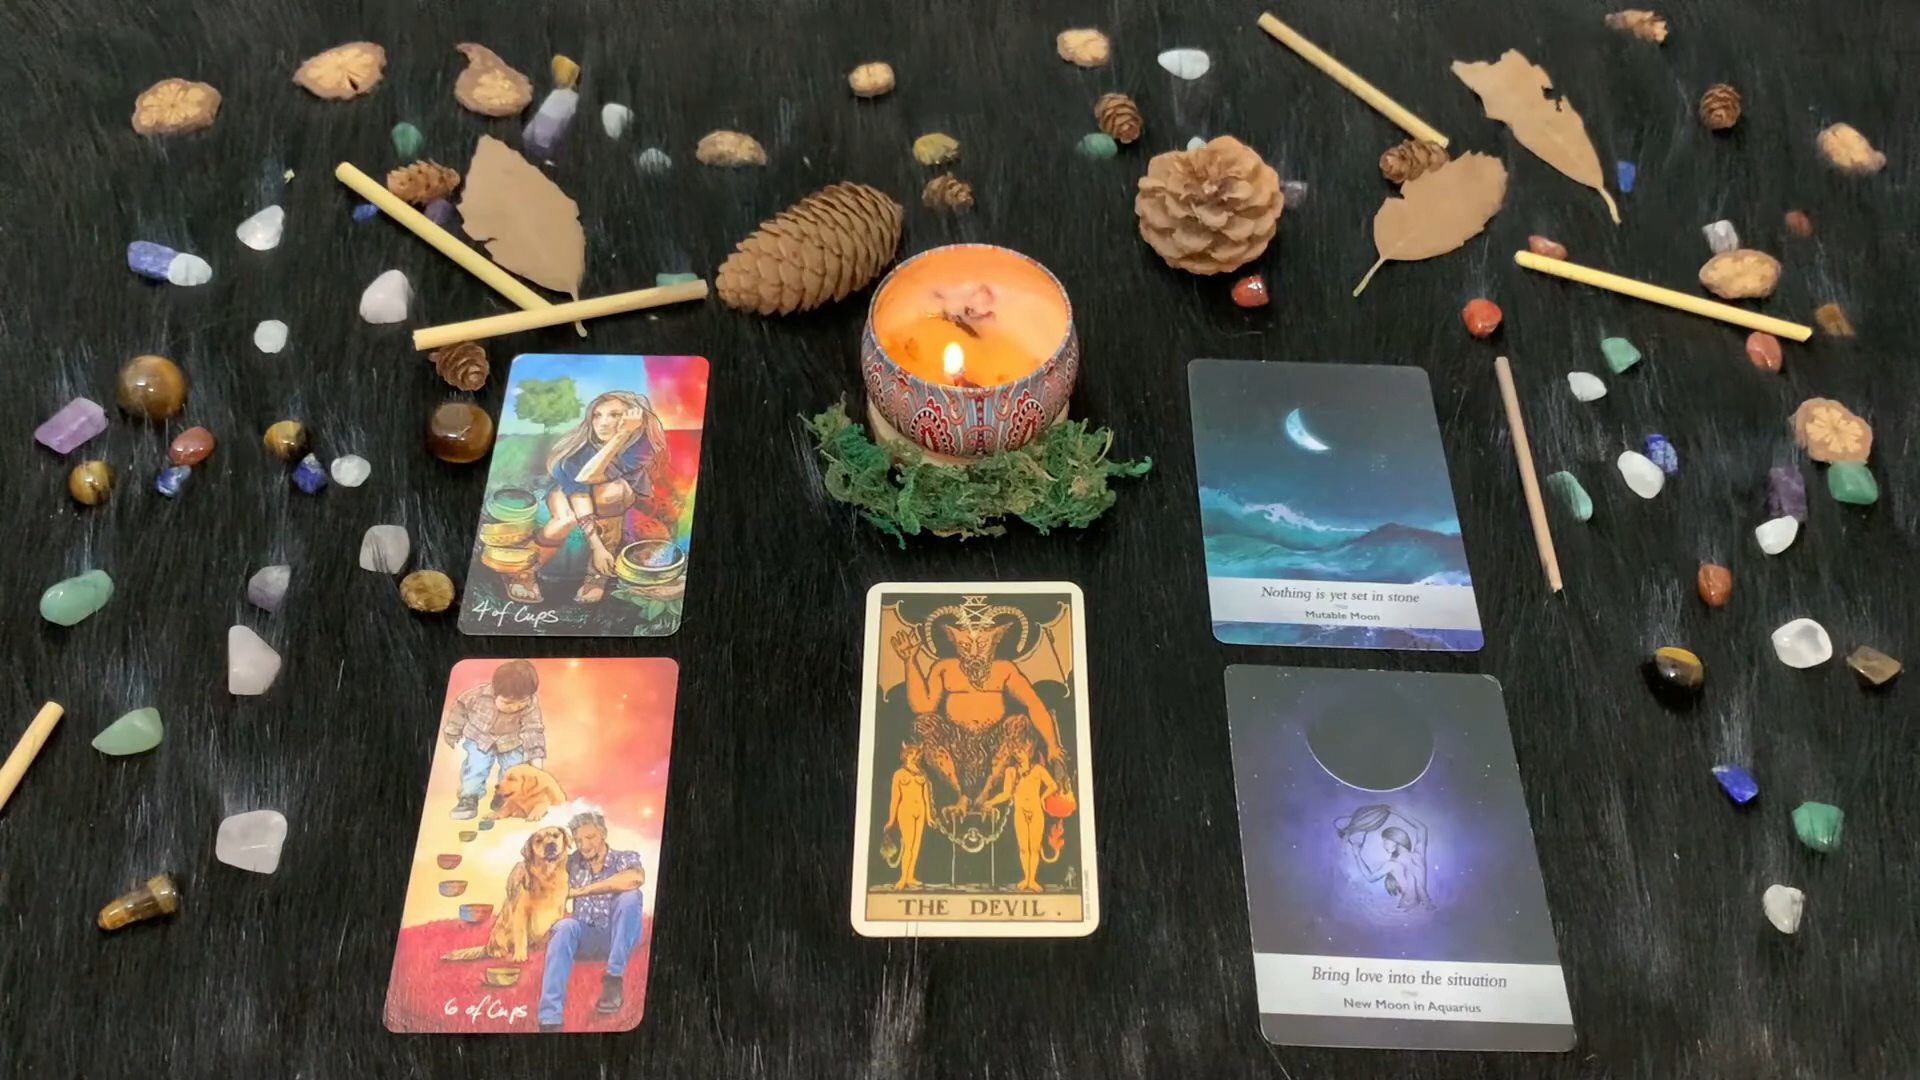 4 of Cups
6 of Cups
XV
THE DEVIL.
Nothing is yet set in stone
Mutable Moon
Bring love into the situation
New Moon in Aquarius